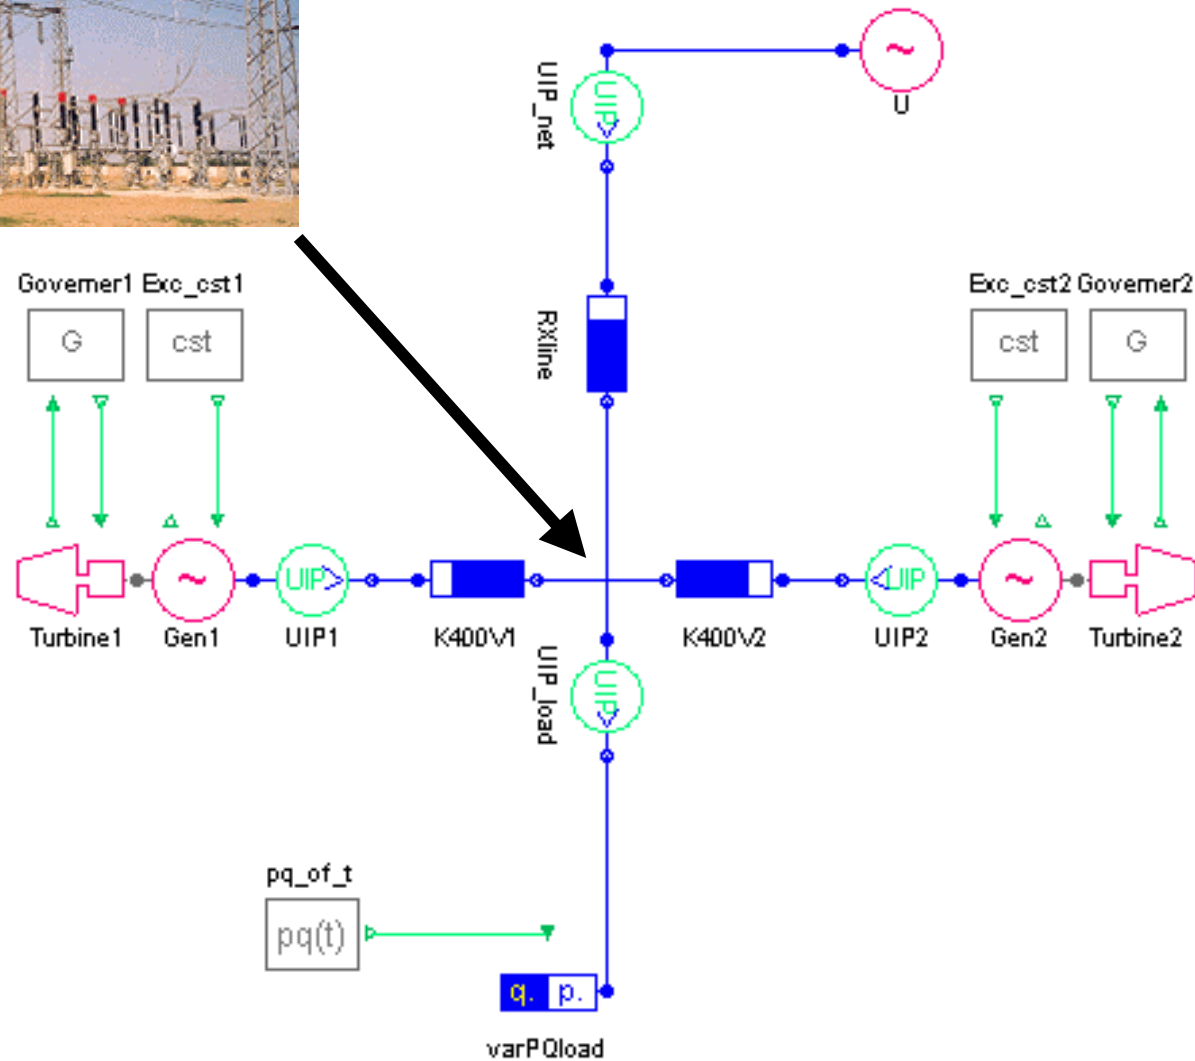 U
UIP_net
UIP
RXline
Governer1 Exc_cst1
G
cst
Exc_cst2 Governer2
cst
G
~
~
~
UIP
UIP
Turbine1
Gen1
UIP1
K400V1
K400V2
UIP2
Gen2
Turbine2
UIP_load
UIP
pq_of_t
pq(t)
q. p.
varPQload